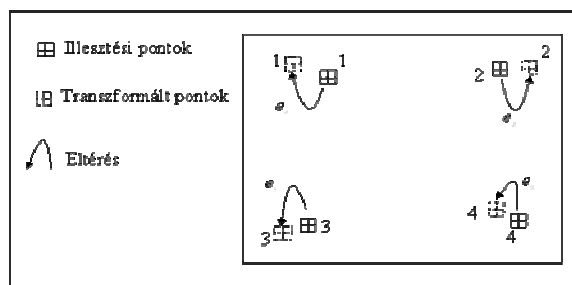 Illesztési pontok
Transzformált pontok
Eltérés
1 1
2 2
e
e
e
e
3 3
4
4